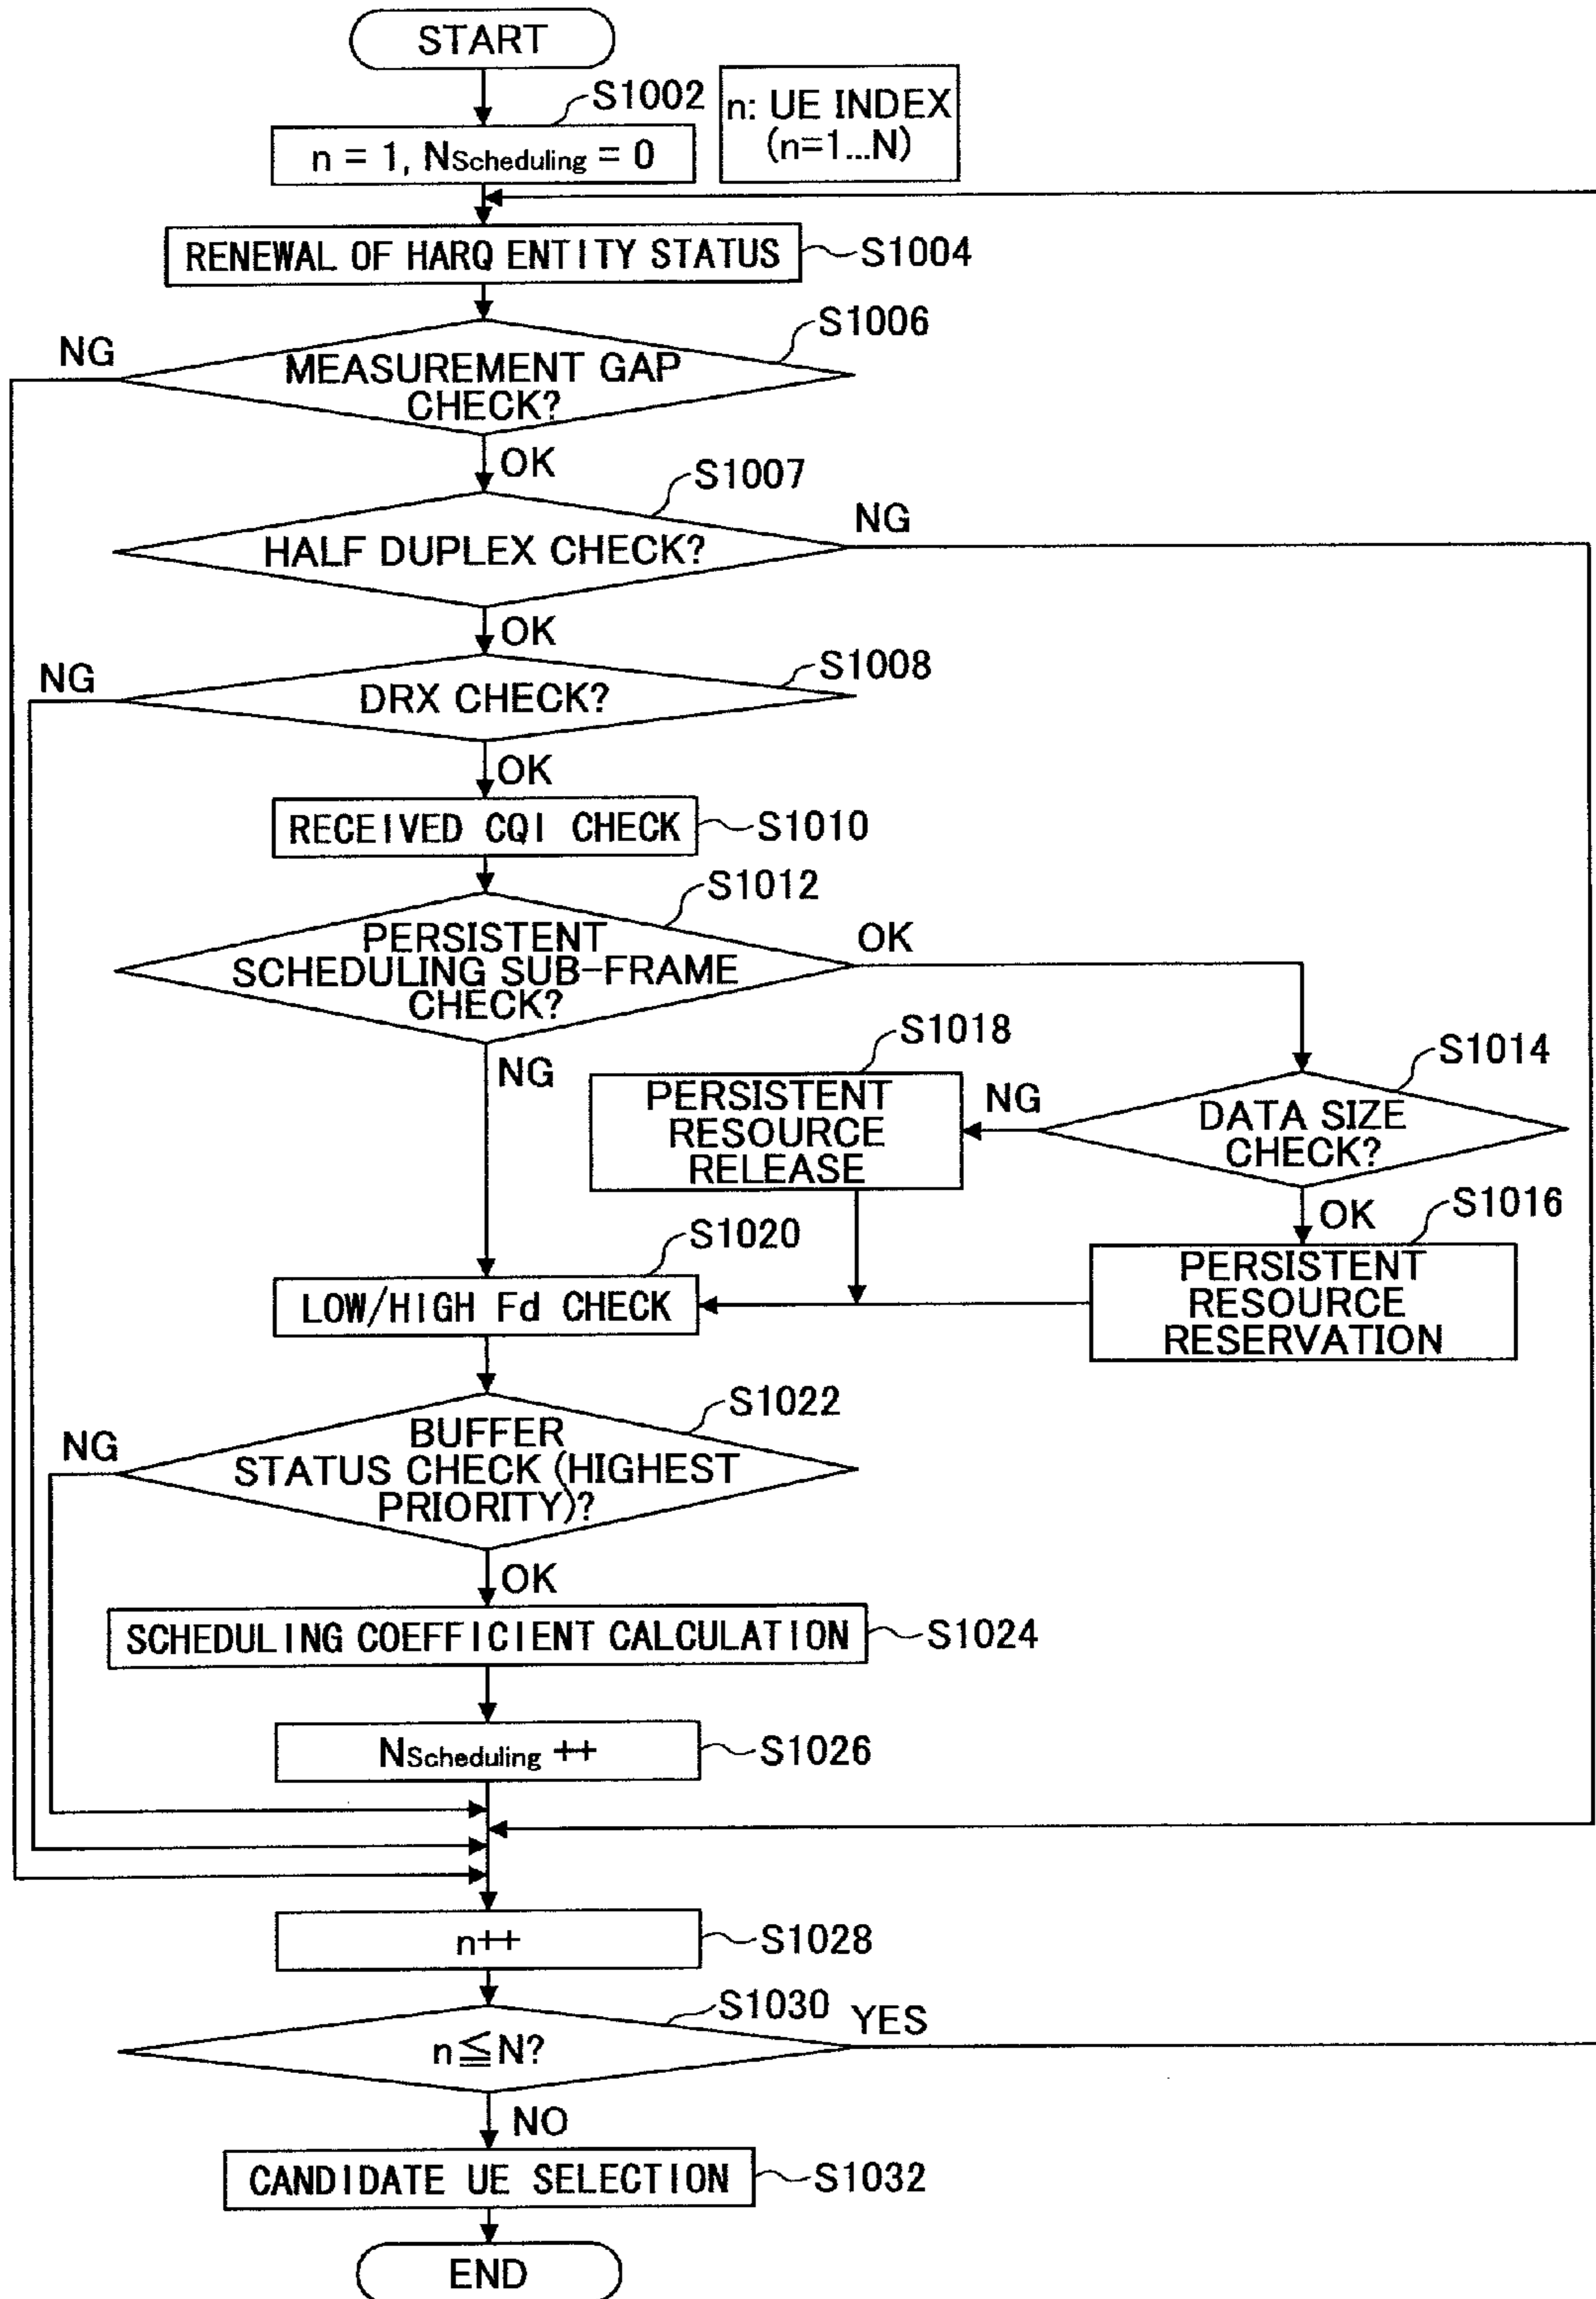 START
S1002
n: UE INDEX
(n=1...N)
n = 1, NScheduling = 0
RENEWAL OF HARQ ENTITY STATUS
S1004
S1006
NG
MEASUREMENT GAP
CHECK?
OK
S1007
NG
HALF DUPLEX CHECK?
OK
S1008
NG
DRX CHECK?
OK
RECEIVED CQI CHECK
S1010
S1012
PERSISTENT
SCHEDULING SUB-FRAME
CHECK?
OK
NG
S1018
PERSISTENT
RESOURCE
RELEASE
NG
S1014
DATA SIZE
CHECK?
OK
S1016
PERSISTENT
RESOURCE
RESERVATION
S1020
LOW/HIGH Fd CHECK
S1022
NG
BUFFER
STATUS CHECK (HIGHEST
PRIORITY)?
OK
SCHEDULING COEFFICIENT CALCULATION
S1024
NScheduling ++
S1026
n++
S1028
S1030
n≦N?
YES
NO
CANDIDATE UE SELECTION
S1032
END